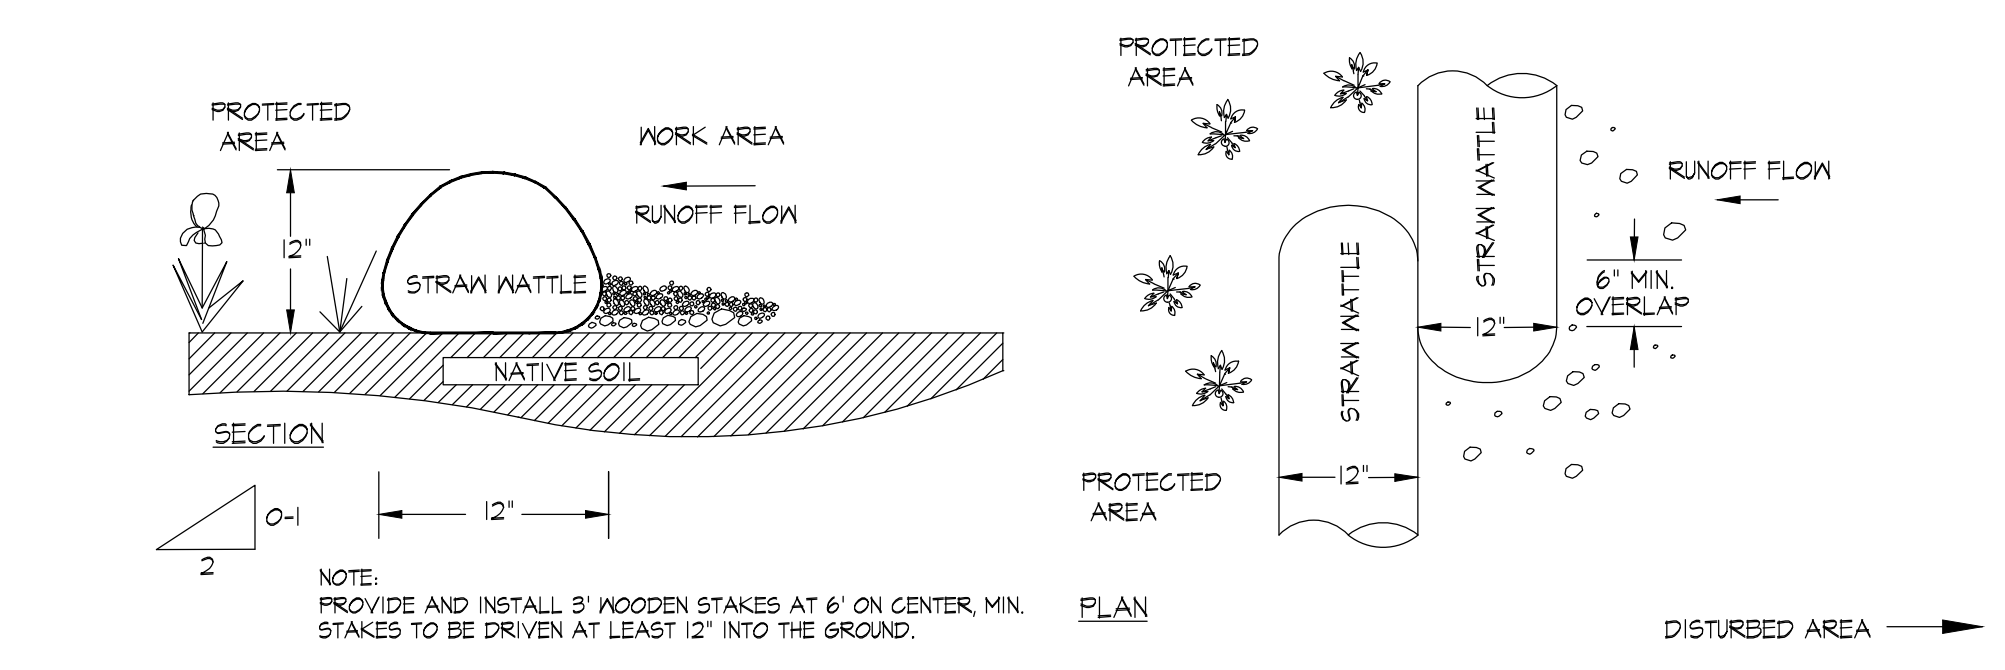 PROTECTED
AREA
WORK AREA
RUNOFF FLOW
12"
STRAW WATTLE
NATIVE SOIL
SECTION
0-1
2
12"
NOTE:
PROVIDE AND INSTALL 3' WOODEN STAKES AT 6' ON CENTER, MIN.
STAKES TO BE DRIVEN AT LEAST 12" INTO THE GROUND.
PROTECTED
AREA
STRAW WATTLE
RUNOFF FLOW
STRAW WATTLE
6" MIN.
OVERLAP
12"
12"
PROTECTED
AREA
PLAN
DISTURBED AREA